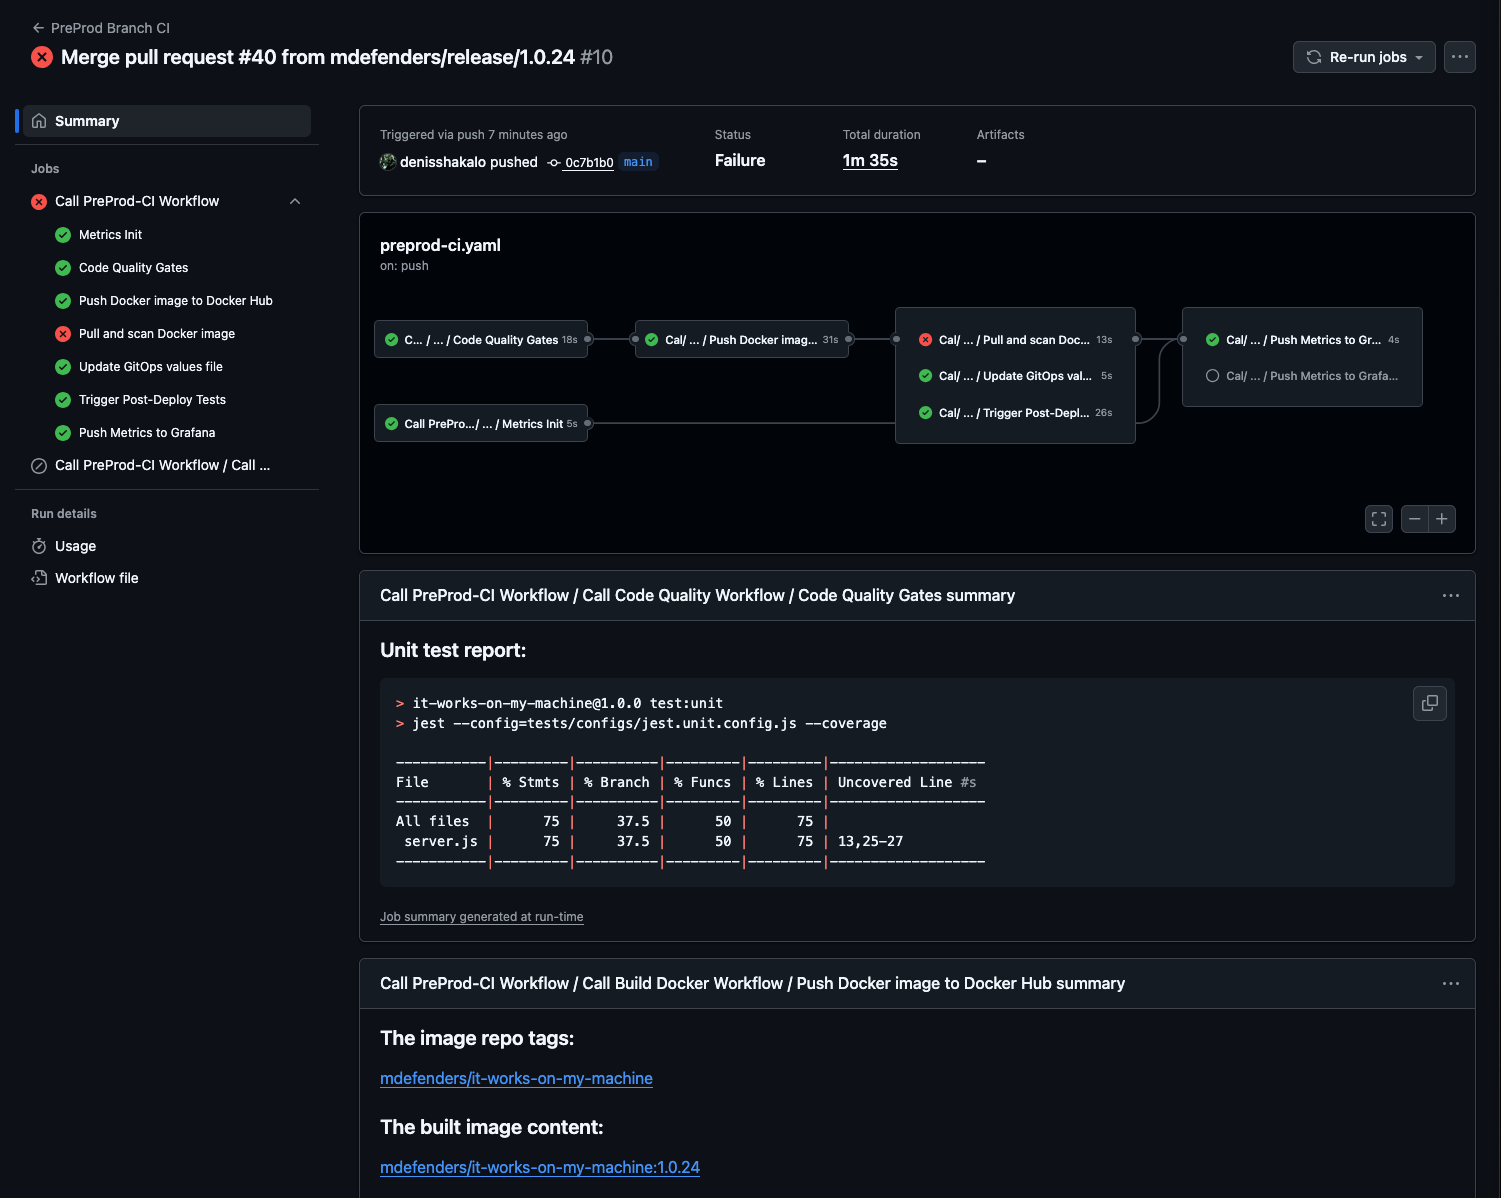 ← PreProd Branch CI
Merge pull request #40 from mdefenders/release/1.0.24 #10
Re-run jobs
Summary
Jobs
Call PreProd-CI Workflow
Metrics Init
Code Quality Gates
Push Docker image to Docker Hub
Pull and scan Docker image
Update GitOps values file
Trigger Post-Deploy Tests
Push Metrics to Grafana
Call PreProd-CI Workflow / Call ...
Run details
Usage
Workflow file
Triggered via push 7 minutes ago
denisshakalo pushed 0c7b1b0 main
Status
Failure
Total duration
1m 35s
Artifacts
–
preprod-ci.yaml
on: push
C... / ... / Code Quality Gates 18s
Cal/ ... / Push Docker imag... 31s
Cal/ ... / Pull and scan Doc... 13s
Cal/ ... / Update GitOps val... 5s
Cal/ ... / Trigger Post-Depl... 26s
Cal/ ... / Push Metrics to Gr... 4s
Cal/ ... / Push Metrics to Grafa...
Call PrePro.../ ... / Metrics Init 5s
Call PreProd-CI Workflow / Call Code Quality Workflow / Code Quality Gates summary
Unit test report:
> it-works-on-my-machine@1.0.0 test:unit
> jest --config=tests/configs/jest.unit.config.js --coverage
-----------|---------|----------|---------|---------|-------------------
File       | % Stmts | % Branch | % Funcs | % Lines | Uncovered Line #s
-----------|---------|----------|---------|---------|-------------------
All files  |      75 |     37.5 |      50 |      75 |
 server.js |      75 |     37.5 |      50 |      75 | 13,25-27
-----------|---------|----------|---------|---------|-------------------
Job summary generated at run-time
Call PreProd-CI Workflow / Call Build Docker Workflow / Push Docker image to Docker Hub summary
The image repo tags:
mdefenders/it-works-on-my-machine
The built image content:
mdefenders/it-works-on-my-machine:1.0.24